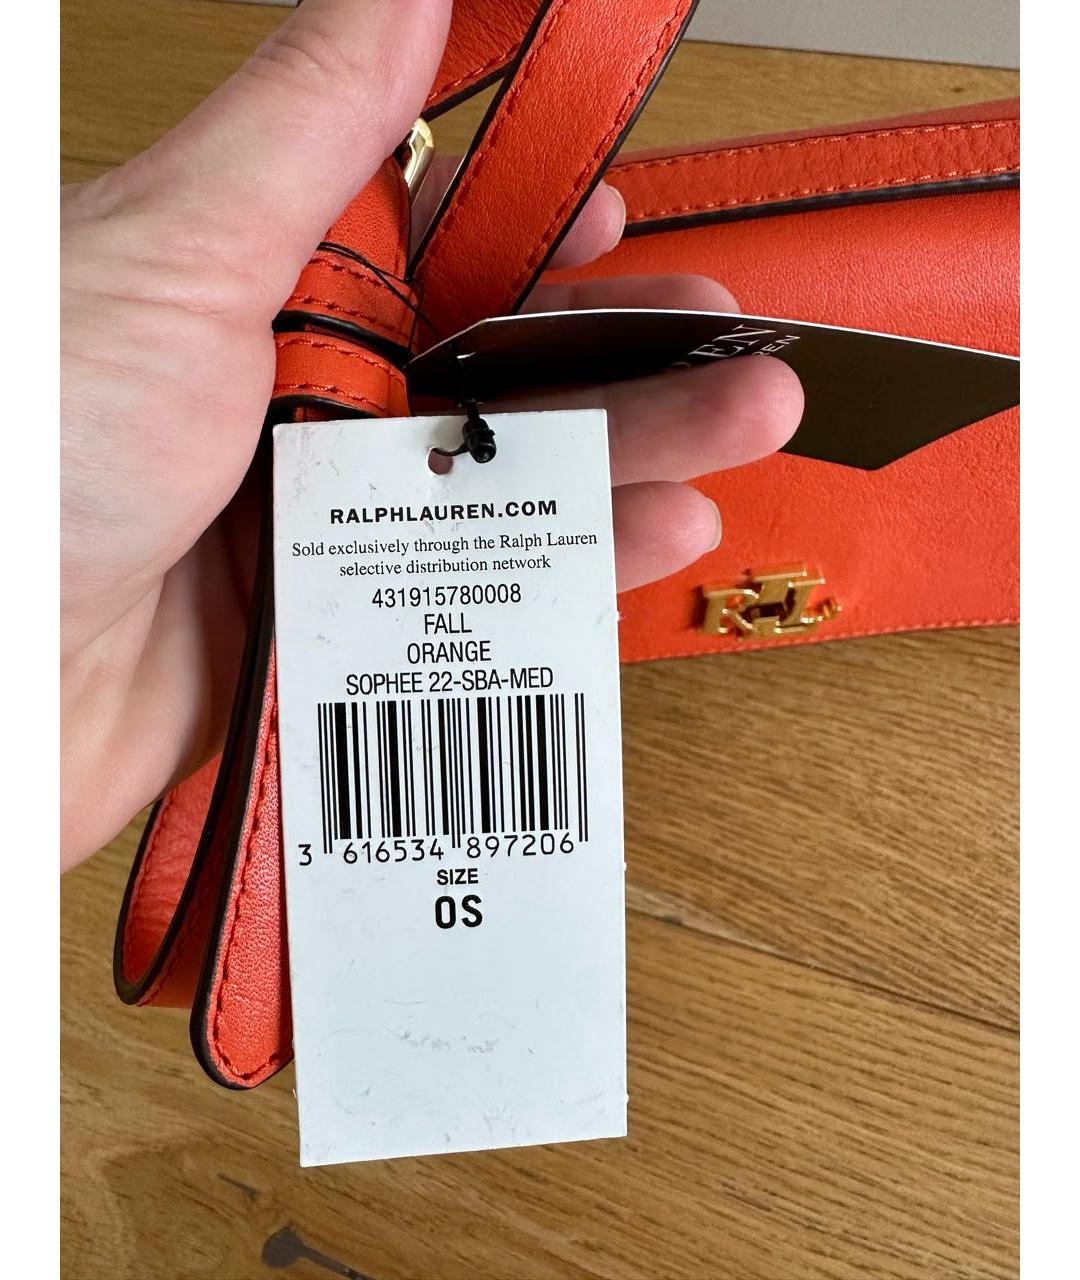 RALPHLAUREN.COM
Sold exclusively through the Ralph Lauren
selective distribution network
431915780008
FALL
ORANGE
SOPHEE 22-SBA-MED
3 616534 897206
SIZE
OS
RLL